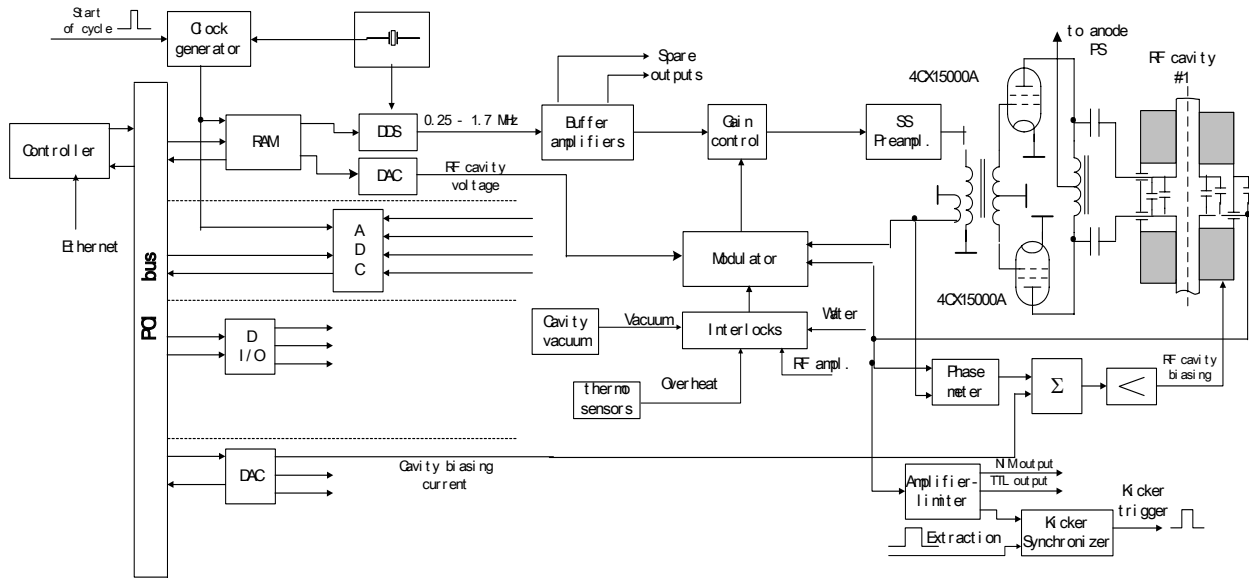 Start
of cycle
Clock
generator
to anode
PS
RF cavity
#1
Spare
outputs
4CX15000A
Controller
RAM
DDS
0.25 - 1.7 MHz
Buffer
amplifiers
Gain
control
SS
Preampl.
DAC
RF cavity
voltage
Ethernet
A
D
C
Modulator
PCI bus
4CX15000A
D
I/O
Cavity
vacuum
Vacuum
Interlocks
Water
RF ampl.
thermo
sensors
Overheat
Phase
meter
Σ
<
RF cavity
biasing
DAC
Cavity biasing
current
NIM output
TTL output
Amplifier-
limiter
Kicker
trigger
Extraction
Kicker
Synchronizer